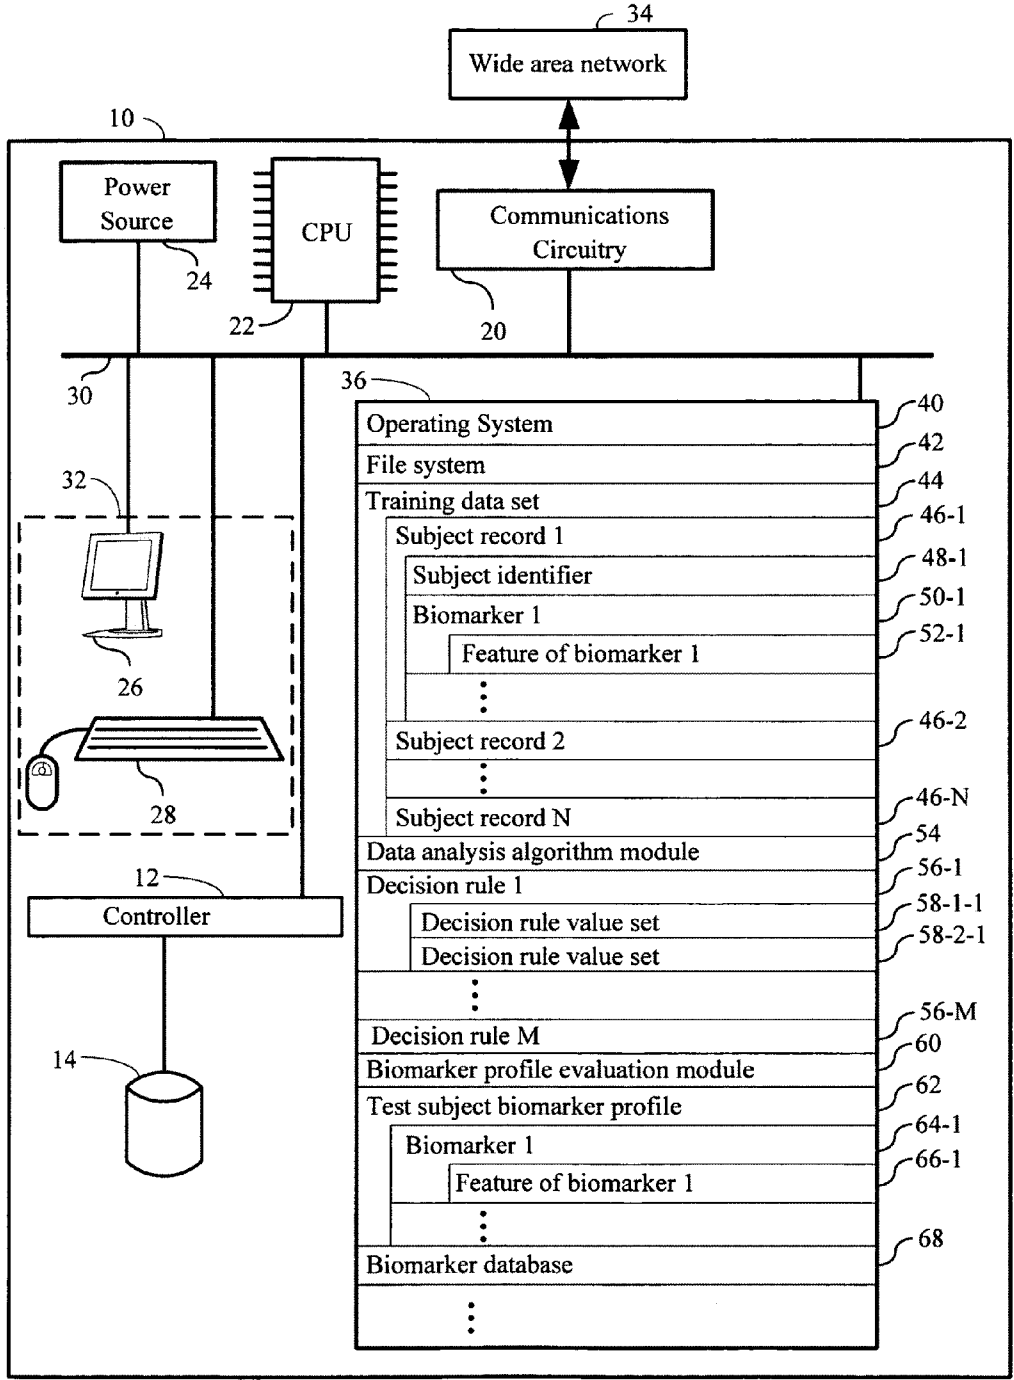 34
Wide area network
10
Power
Source
24
CPU
22
Communications
Circuitry
20
30
36
Operating System
40
File system
42
Training data set
44
Subject record 1
46-1
Subject identifier
48-1
Biomarker 1
50-1
Feature of biomarker 1
52-1
Subject record 2
46-2
Subject record N
46-N
Data analysis algorithm module
54
Decision rule 1
56-1
Decision rule value set
58-1-1
Decision rule value set
58-2-1
Decision rule M
56-M
Biomarker profile evaluation module
60
Test subject biomarker profile
62
Biomarker 1
64-1
Feature of biomarker 1
66-1
Biomarker database
68
32
26
28
12
Controller
14